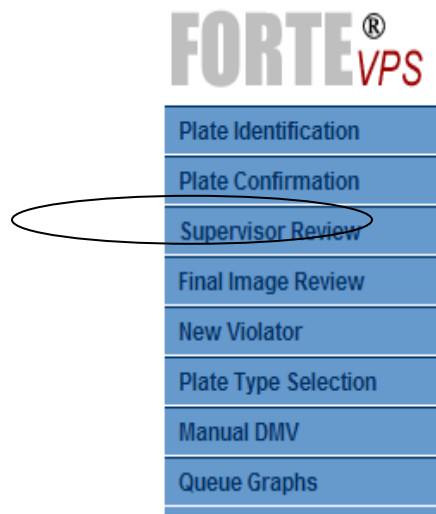 FORTE®
VPS
Plate Identification
Plate Confirmation
Supervisor Review
Final Image Review
New Violator
Plate Type Selection
Manual DMV
Queue Graphs